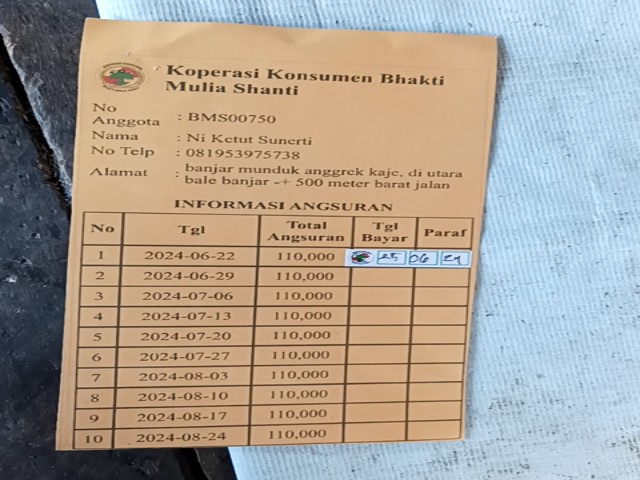 Koperasi Konsumen Bhakti
Mulia Shanti
No
Anggota : BMS00750
Nama : Ni Ketut Sunerti
No Telp : 081953975738
Alamat : banjar munduk anggrek kaje, di utara
bale banjar -+ 500 meter barat jalan
INFORMASI ANGSURAN
No Tgl Total Angsuran Tgl Bayar Paraf
1 2024-06-22 110,000 25 06 24
2 2024-06-29 110,000
3 2024-07-06 110,000
4 2024-07-13 110,000
5 2024-07-20 110,000
6 2024-07-27 110,000
7 2024-08-03 110,000
8 2024-08-10 110,000
9 2024-08-17 110,000
10 2024-08-24 110,000